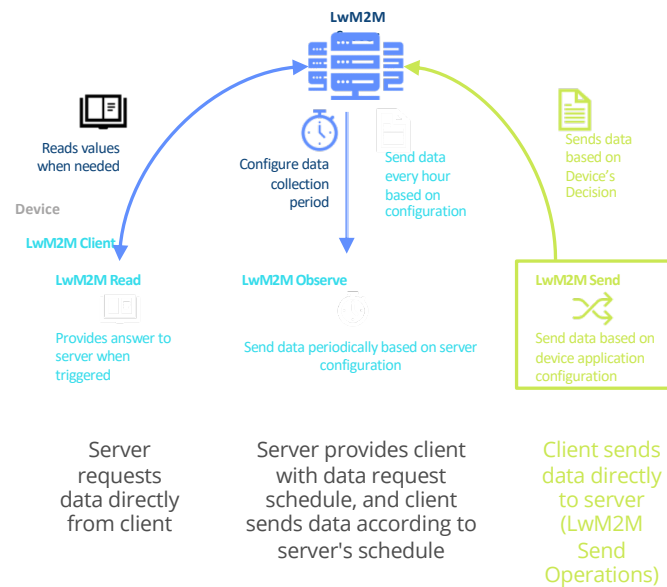 LwM2M
Reads values
when needed
Configure data
collection
period
Send data
every hour
based on
configuration
Sends data
based on
Device's
Decision
Device
LwM2M Client
LwM2M Read
Provides answer to
server when
triggered
LwM2M Observe
Send data periodically based on server
configuration
LwM2M Send
Send data based on
device application
configuration
Server
requests
data directly
from client
Server provides client
with data request
schedule, and client
sends data according to
server's schedule
Client sends
data directly
to server
(LwM2M
Send
Operations)